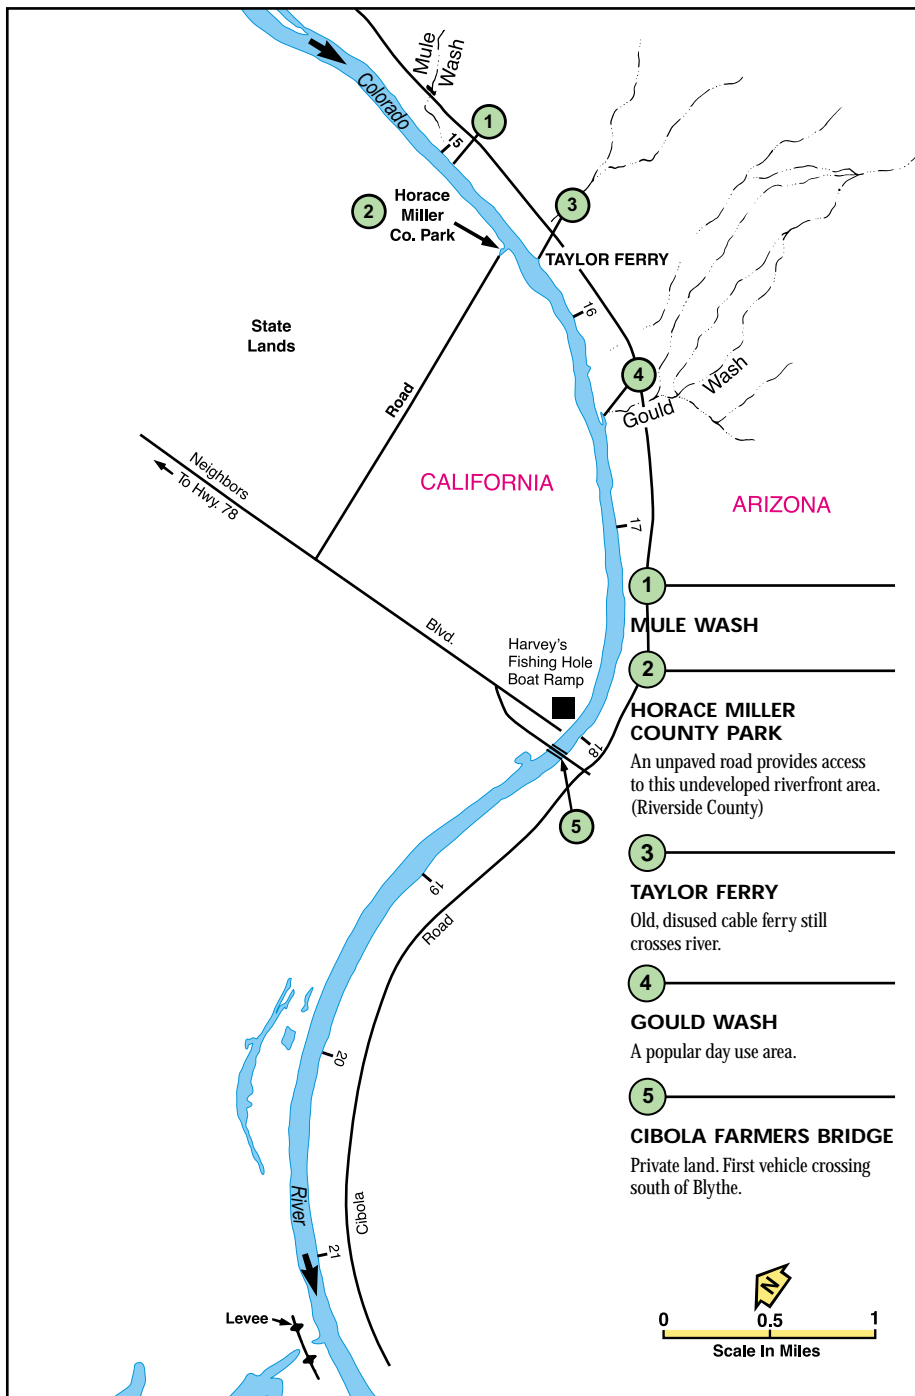 Mule
Wash
Colorado
15
1
2
Horace
Miller
Co. Park
3
TAYLOR FERRY
16
State
Lands
Road
4
Gould
Wash
Neighbors
To Hwy. 78
CALIFORNIA
ARIZONA
17
Blvd.
Harvey's
Fishing Hole
Boat Ramp
18
5
19
Road
20
River
Cibola
21
Levee
1
MULE WASH
2
HORACE MILLER
COUNTY PARK
An unpaved road provides access
to this undeveloped riverfront area.
(Riverside County)
3
TAYLOR FERRY
Old, disused cable ferry still
crosses river.
4
GOULD WASH
A popular day use area.
5
CIBOLA FARMERS BRIDGE
Private land. First vehicle crossing
south of Blythe.
N
0 0.5 1
Scale In Miles